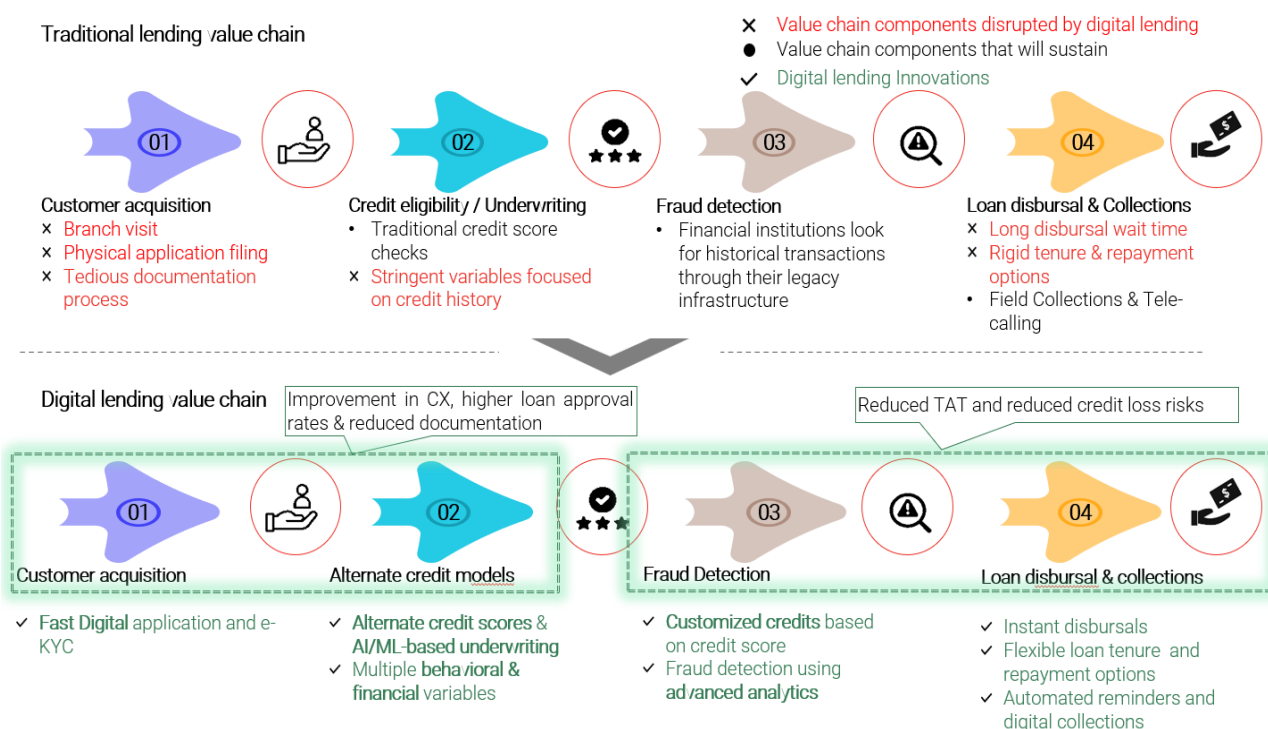 Traditional lending value chain
× Value chain components disrupted by digital lending
● Value chain components that will sustain
✓ Digital lending Innovations
01
02
03
04
Customer acquisition
× Branch visit
× Physical application filing
× Tedious documentation
process
Credit eligibility / Underwriting
• Traditional credit score
checks
× Stringent variables focused
on credit history
Fraud detection
• Financial institutions look
for historical transactions
through their legacy
infrastructure
Loan disbursal & Collections
× Long disbursal wait time
× Rigid tenure & repayment
options
• Field Collections & Tele-
calling
Digital lending value chain
Improvement in CX, higher loan approval
rates & reduced documentation
Reduced TAT and reduced credit loss risks
01
02
03
04
Customer acquisition
✓ Fast Digital application and e-
KYC
Alternate credit models
✓ Alternate credit scores &
AI/ML-based underwriting
✓ Multiple behavioral &
financial variables
Fraud Detection
✓ Customized credits based
on credit score
✓ Fraud detection using
advanced analytics
Loan disbursal & collections
✓ Instant disbursals
✓ Flexible loan tenure and
repayment options
✓ Automated reminders and
digital collections